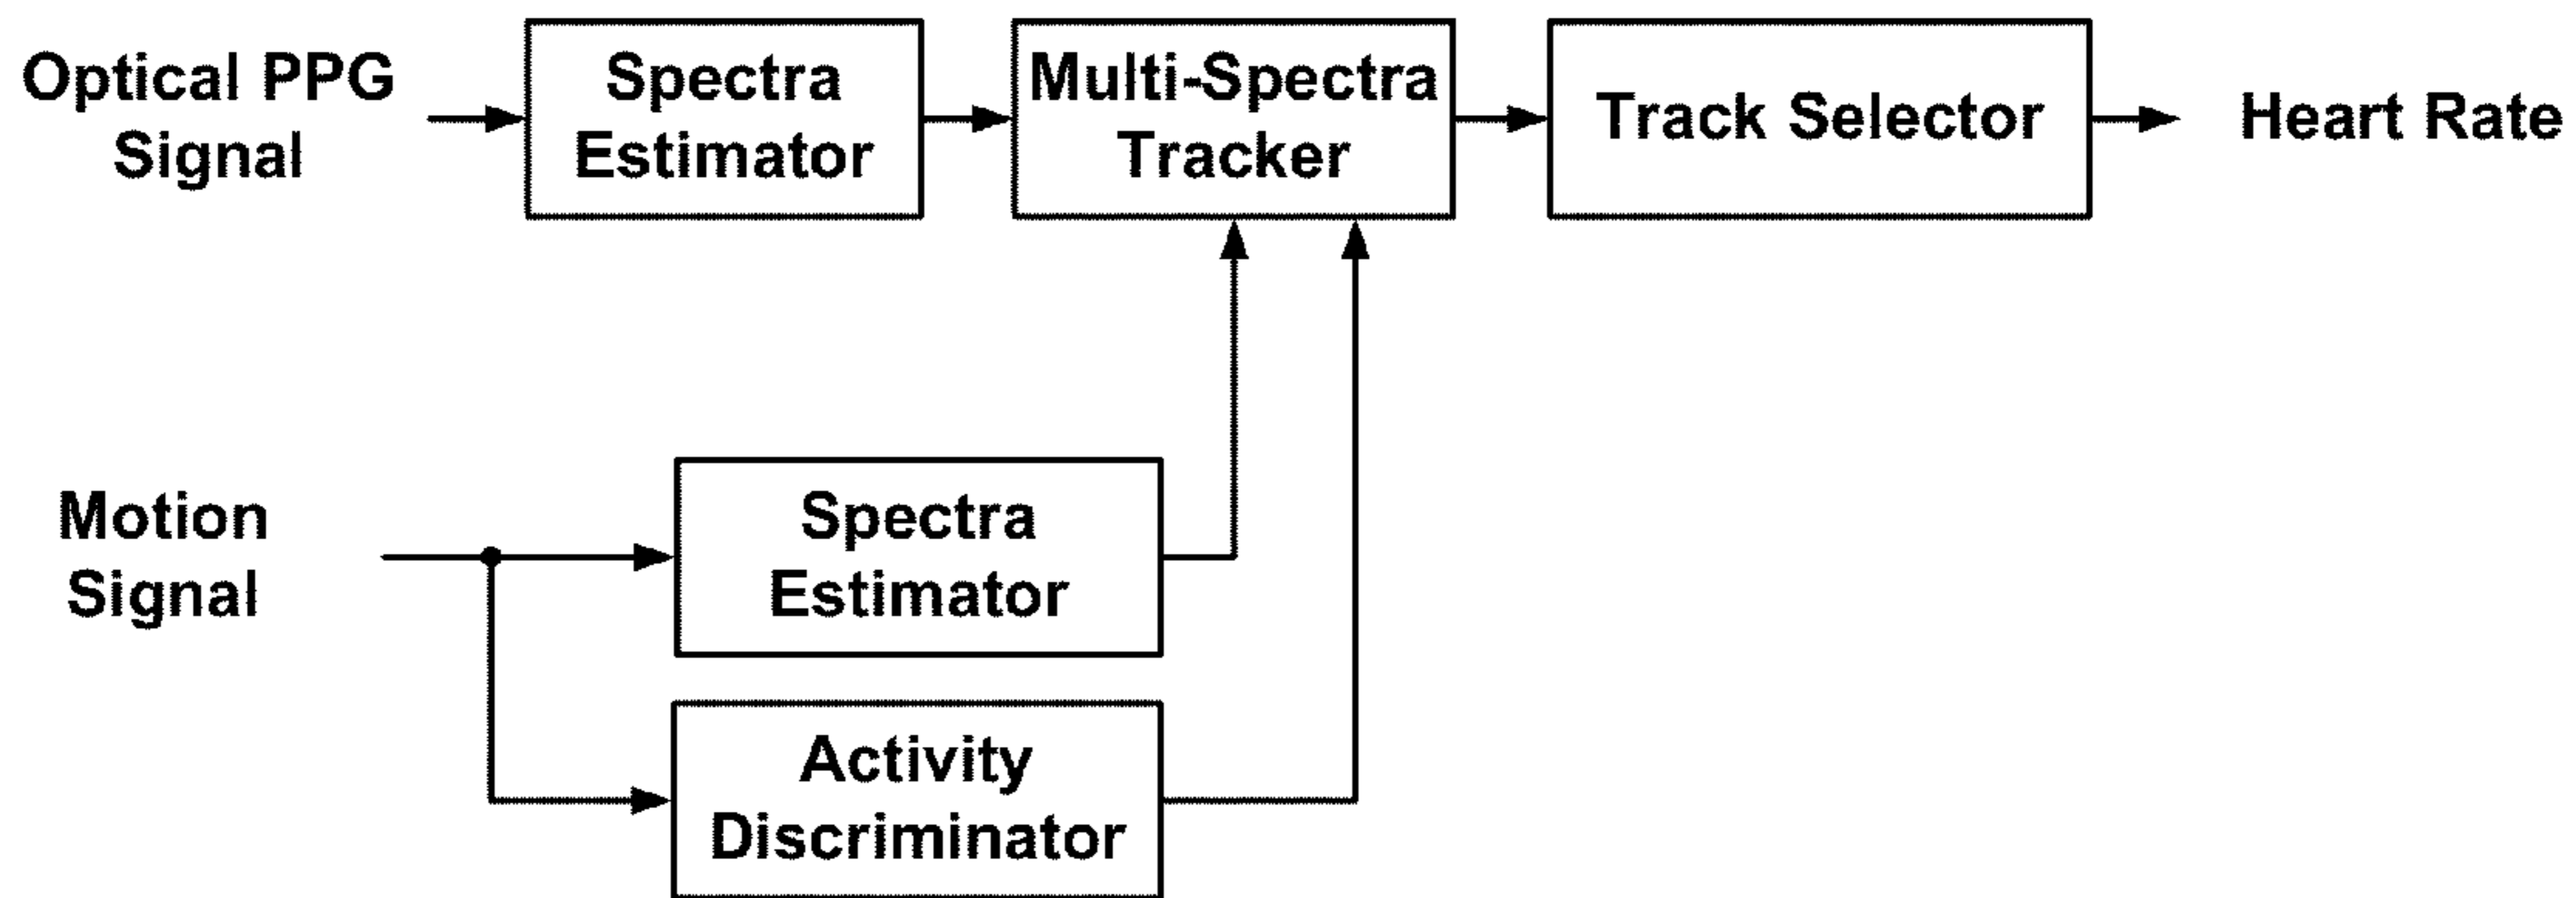 Optical PPG
Signal
Spectra
Estimator
Multi-Spectra
Tracker
Track Selector
Heart Rate
Motion
Signal
Spectra
Estimator
Activity
Discriminator